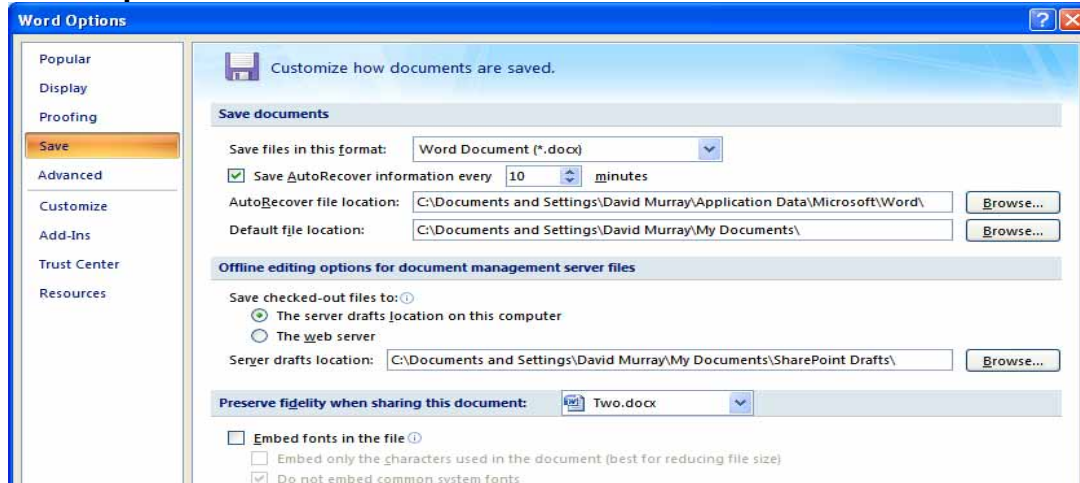 Word Options
Popular
Display
Proofing
Save
Advanced
Customize
Add-Ins
Trust Center
Resources
Customize how documents are saved.
Save documents
Save files in this format: Word Document (*.docx)
Save AutoRecover information every 10 minutes
AutoRecover file location: C:\Documents and Settings\David Murray\Application Data\Microsoft\Word\ Browse...
Default file location: C:\Documents and Settings\David Murray\My Documents\ Browse...
Offline editing options for document management server files
Save checked-out files to:
The server drafts location on this computer
The web server
Server drafts location: C:\Documents and Settings\David Murray\My Documents\SharePoint Drafts\ Browse...
Preserve fidelity when sharing this document: Two.docx
Embed fonts in the file
Embed only the characters used in the document (best for reducing file size)
Do not embed common system fonts